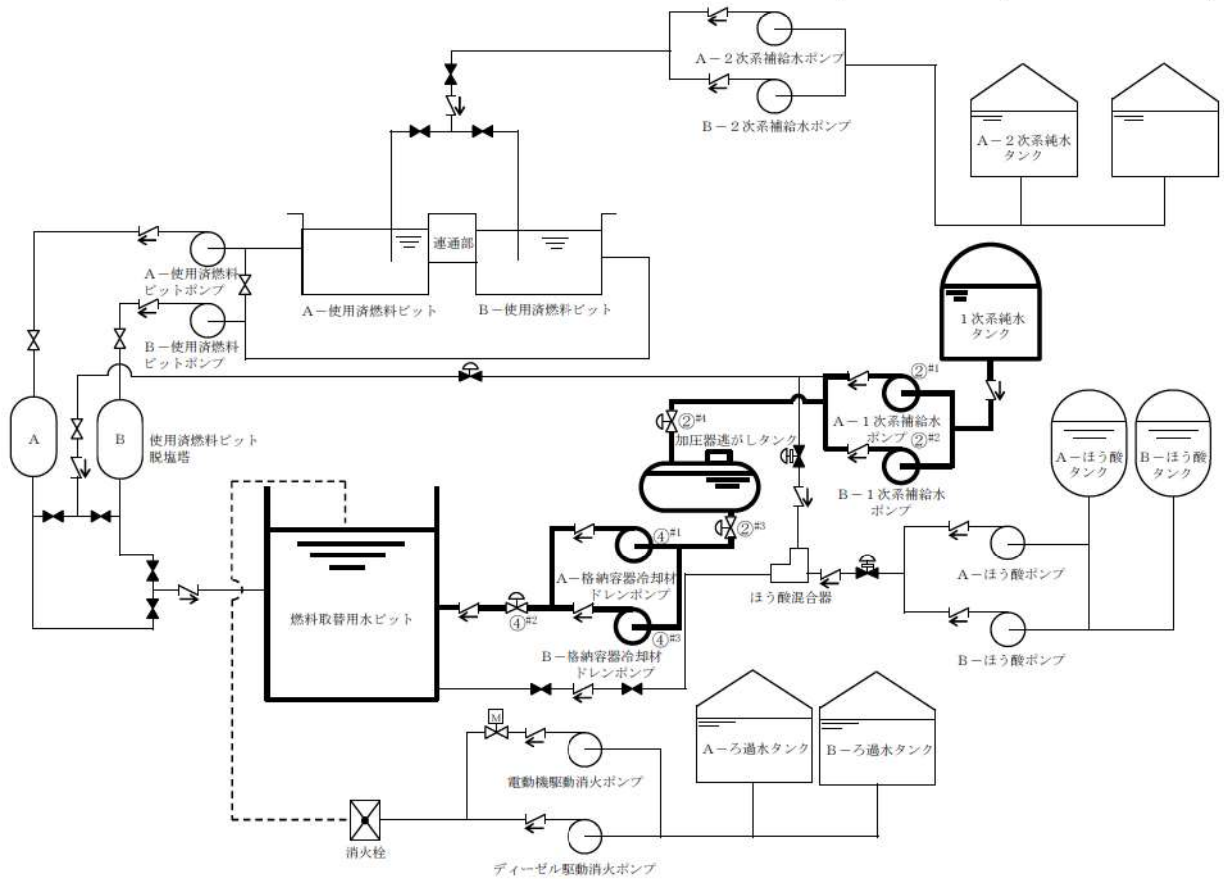 A－2次系補給水ポンプ
B－2次系補給水ポンプ
A－2次系純水
タンク
連通部
A－使用済燃料
ピットポンプ
A－使用済燃料ピット
B－使用済燃料ピット
1次系純水
タンク
B－使用済燃料
ピットポンプ
②#1
A－1次系補給水
ポンプ
②#2
②#4
加圧器逃がしタンク
A
B
使用済燃料ピット
脱塩塔
B－1次系補給水
ポンプ
A－ほう酸
タンク
B－ほう酸
タンク
②#3
④#1
A－格納容器冷却材
ドレンポンプ
A－ほう酸ポンプ
ほう酸混合器
燃料取替用水ピット
④#2
④#3
B－格納容器冷却材
ドレンポンプ
B－ほう酸ポンプ
M
A－ろ過水タンク
B－ろ過水タンク
電動機駆動消火ポンプ
消火栓
ディーゼル駆動消火ポンプ